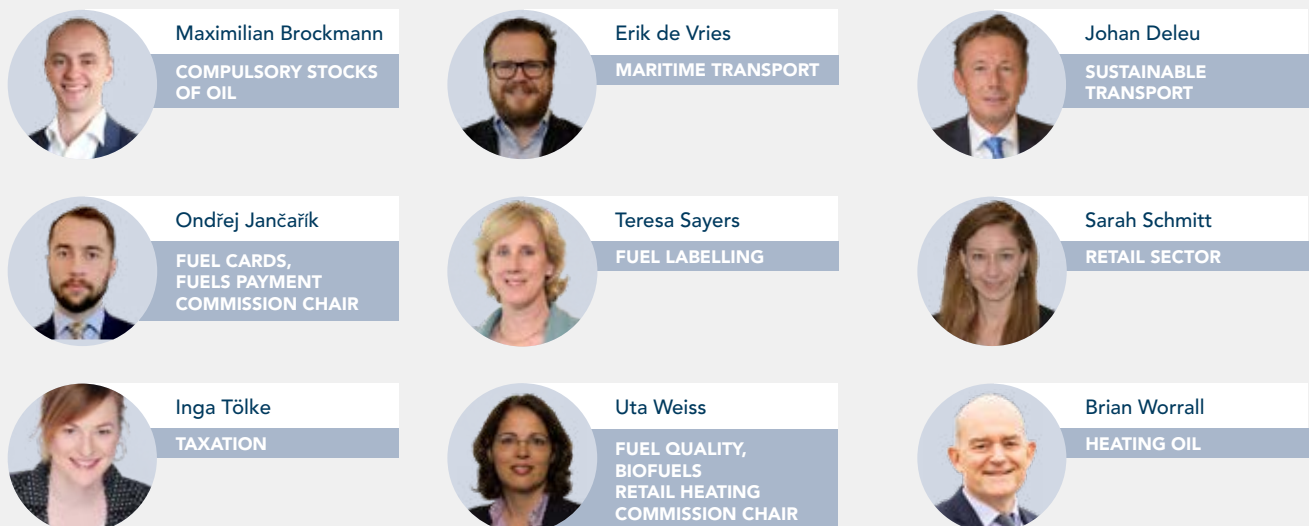 Maximilian Brockmann
COMPULSORY STOCKS
OF OIL
Erik de Vries
MARITIME TRANSPORT
Johan Deleu
SUSTAINABLE
TRANSPORT
Ondřej Jančařík
FUEL CARDS,
FUELS PAYMENT
COMMISSION CHAIR
Teresa Sayers
FUEL LABELLING
Sarah Schmitt
RETAIL SECTOR
Inga Tölke
TAXATION
Uta Weiss
FUEL QUALITY,
BIOFUELS
RETAIL HEATING
COMMISSION CHAIR
Brian Worrall
HEATING OIL